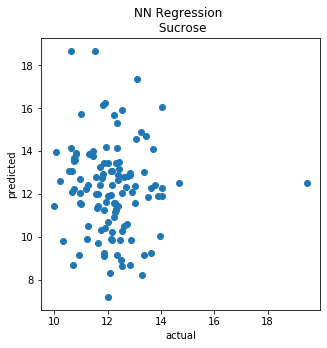 NN Regression
Sucrose
18
16
14
12
10
8
predicted
10
12
14
16
18
actual